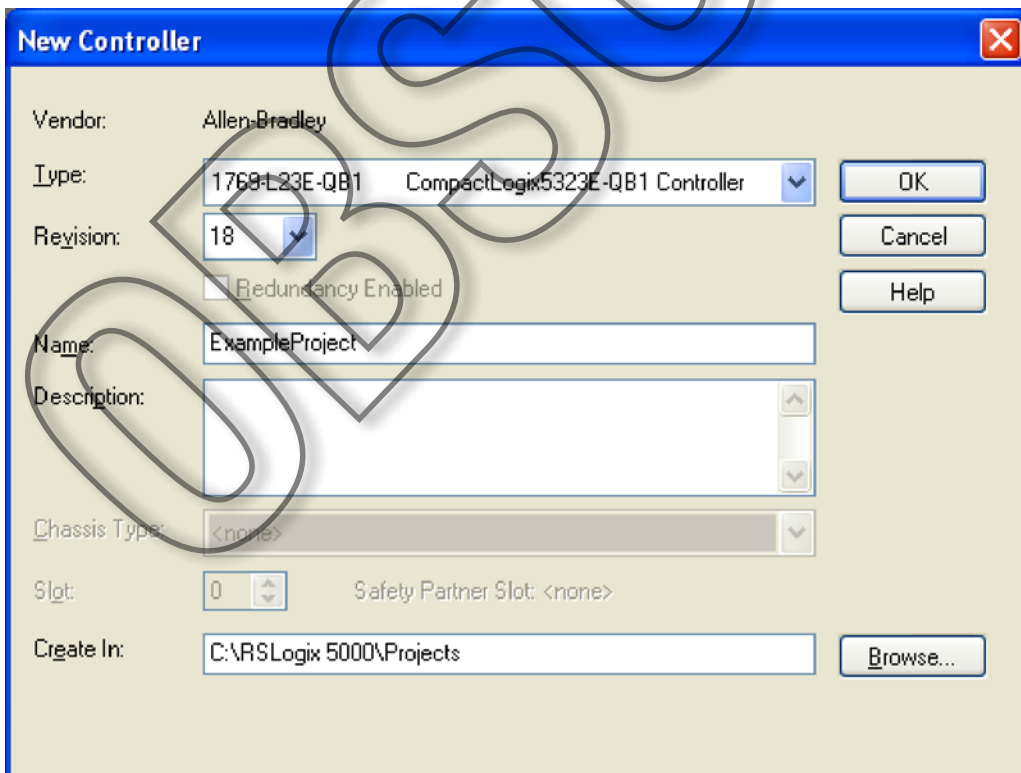 New Controller
Vendor: Allen-Bradley
Type: 1769-L23E-QB1 CompactLogix5323E-QB1 Controller OK
Revision: 18 Cancel
Redundancy Enabled Help
Name: ExampleProject
Description:
Chassis Type: <none>
Slot: 0 Safety Partner Slot: <none>
Create In: C:\RSLogix 5000\Projects Browse...